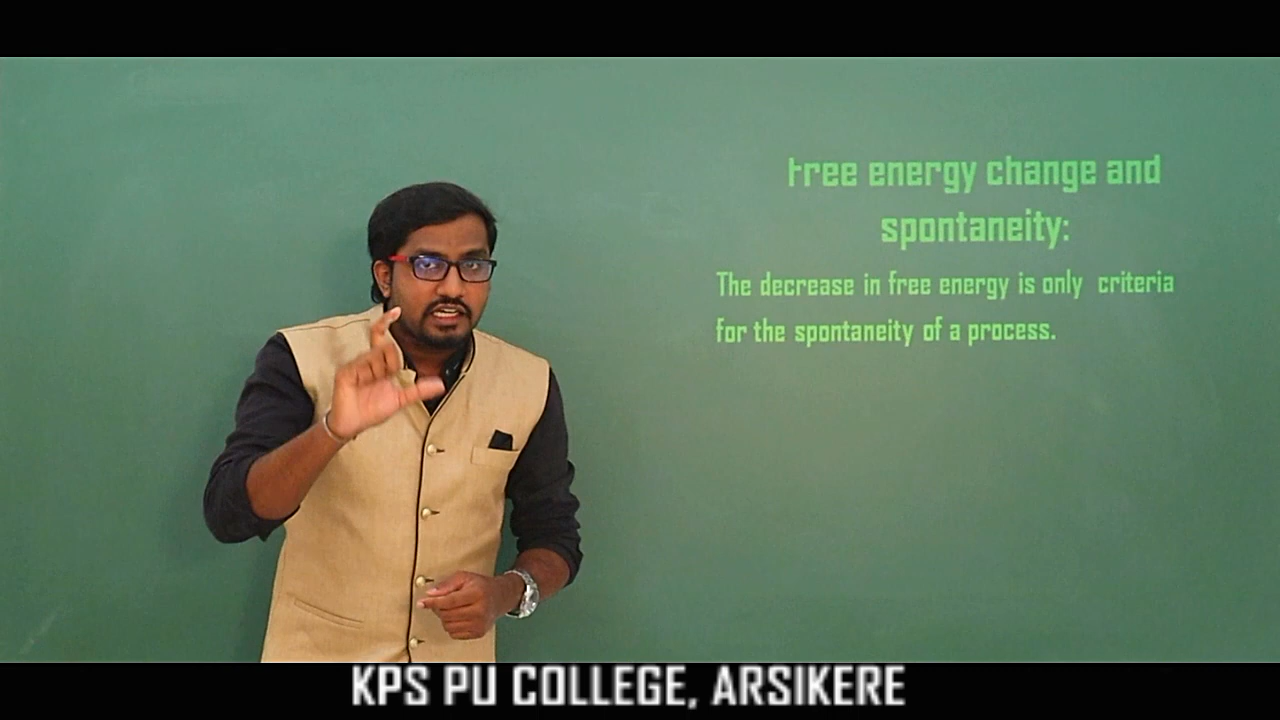 Free energy change and
spontaneity:
The decrease in free energy is only criteria
for the spontaneity of a process.
KPS PU COLLEGE, ARSIKERE